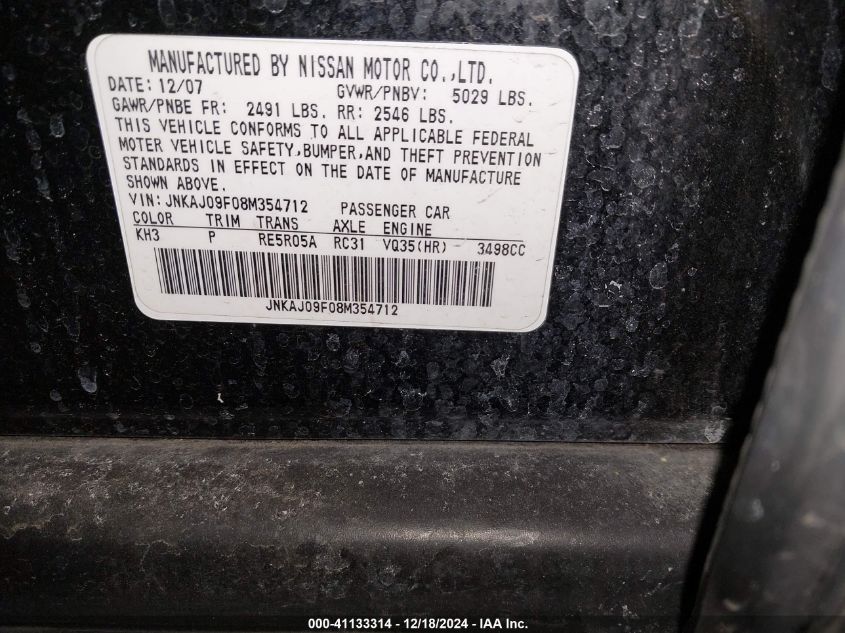 MANUFACTURED BY NISSAN MOTOR CO.,LTD.
DATE: 12/07 GVWR/PNBV: 5029 LBS.
GAWR/PNBE FR: 2491 LBS. RR: 2546 LBS.
THIS VEHICLE CONFORMS TO ALL APPLICABLE FEDERAL
MOTER VEHICLE SAFETY,BUMPER,AND THEFT PREVENTION
STANDARDS IN EFFECT ON THE DATE OF MANUFACTURE
SHOWN ABOVE.
VIN: JNKAJ09F08M354712 PASSENGER CAR
COLOR TRIM TRANS AXLE ENGINE
KH3 P RE5R05A RC31 VQ35(HR) 3498CC
JNKAJ09F08M354712
000-41133314 - 12/18/2024 - IAA Inc.